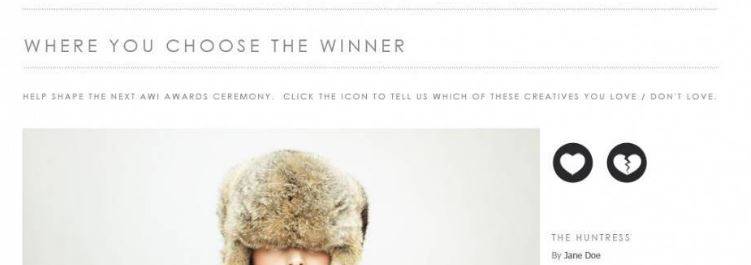 WHERE YOU CHOOSE THE WINNER
HELP SHAPE THE NEXT AWI AWARDS CEREMONY. CLICK THE ICON TO TELL US WHICH OF THESE CREATIVES YOU LOVE / DON'T LOVE.
THE HUNTRESS
By Jane Doe